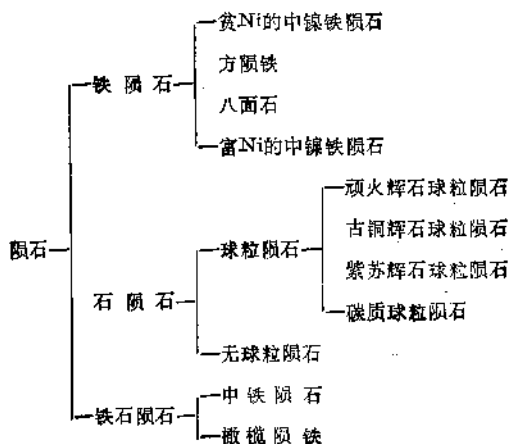 贫Ni的中镍铁陨石
铁陨石
方陨铁
八面石
富Ni的中镍铁陨石
顽火辉石球粒陨石
古铜辉石球粒陨石
陨石
球粒陨石
紫苏辉石球粒陨石
石陨石
碳质球粒陨石
无球粒陨石
中铁陨石
铁石陨石
橄榄陨铁